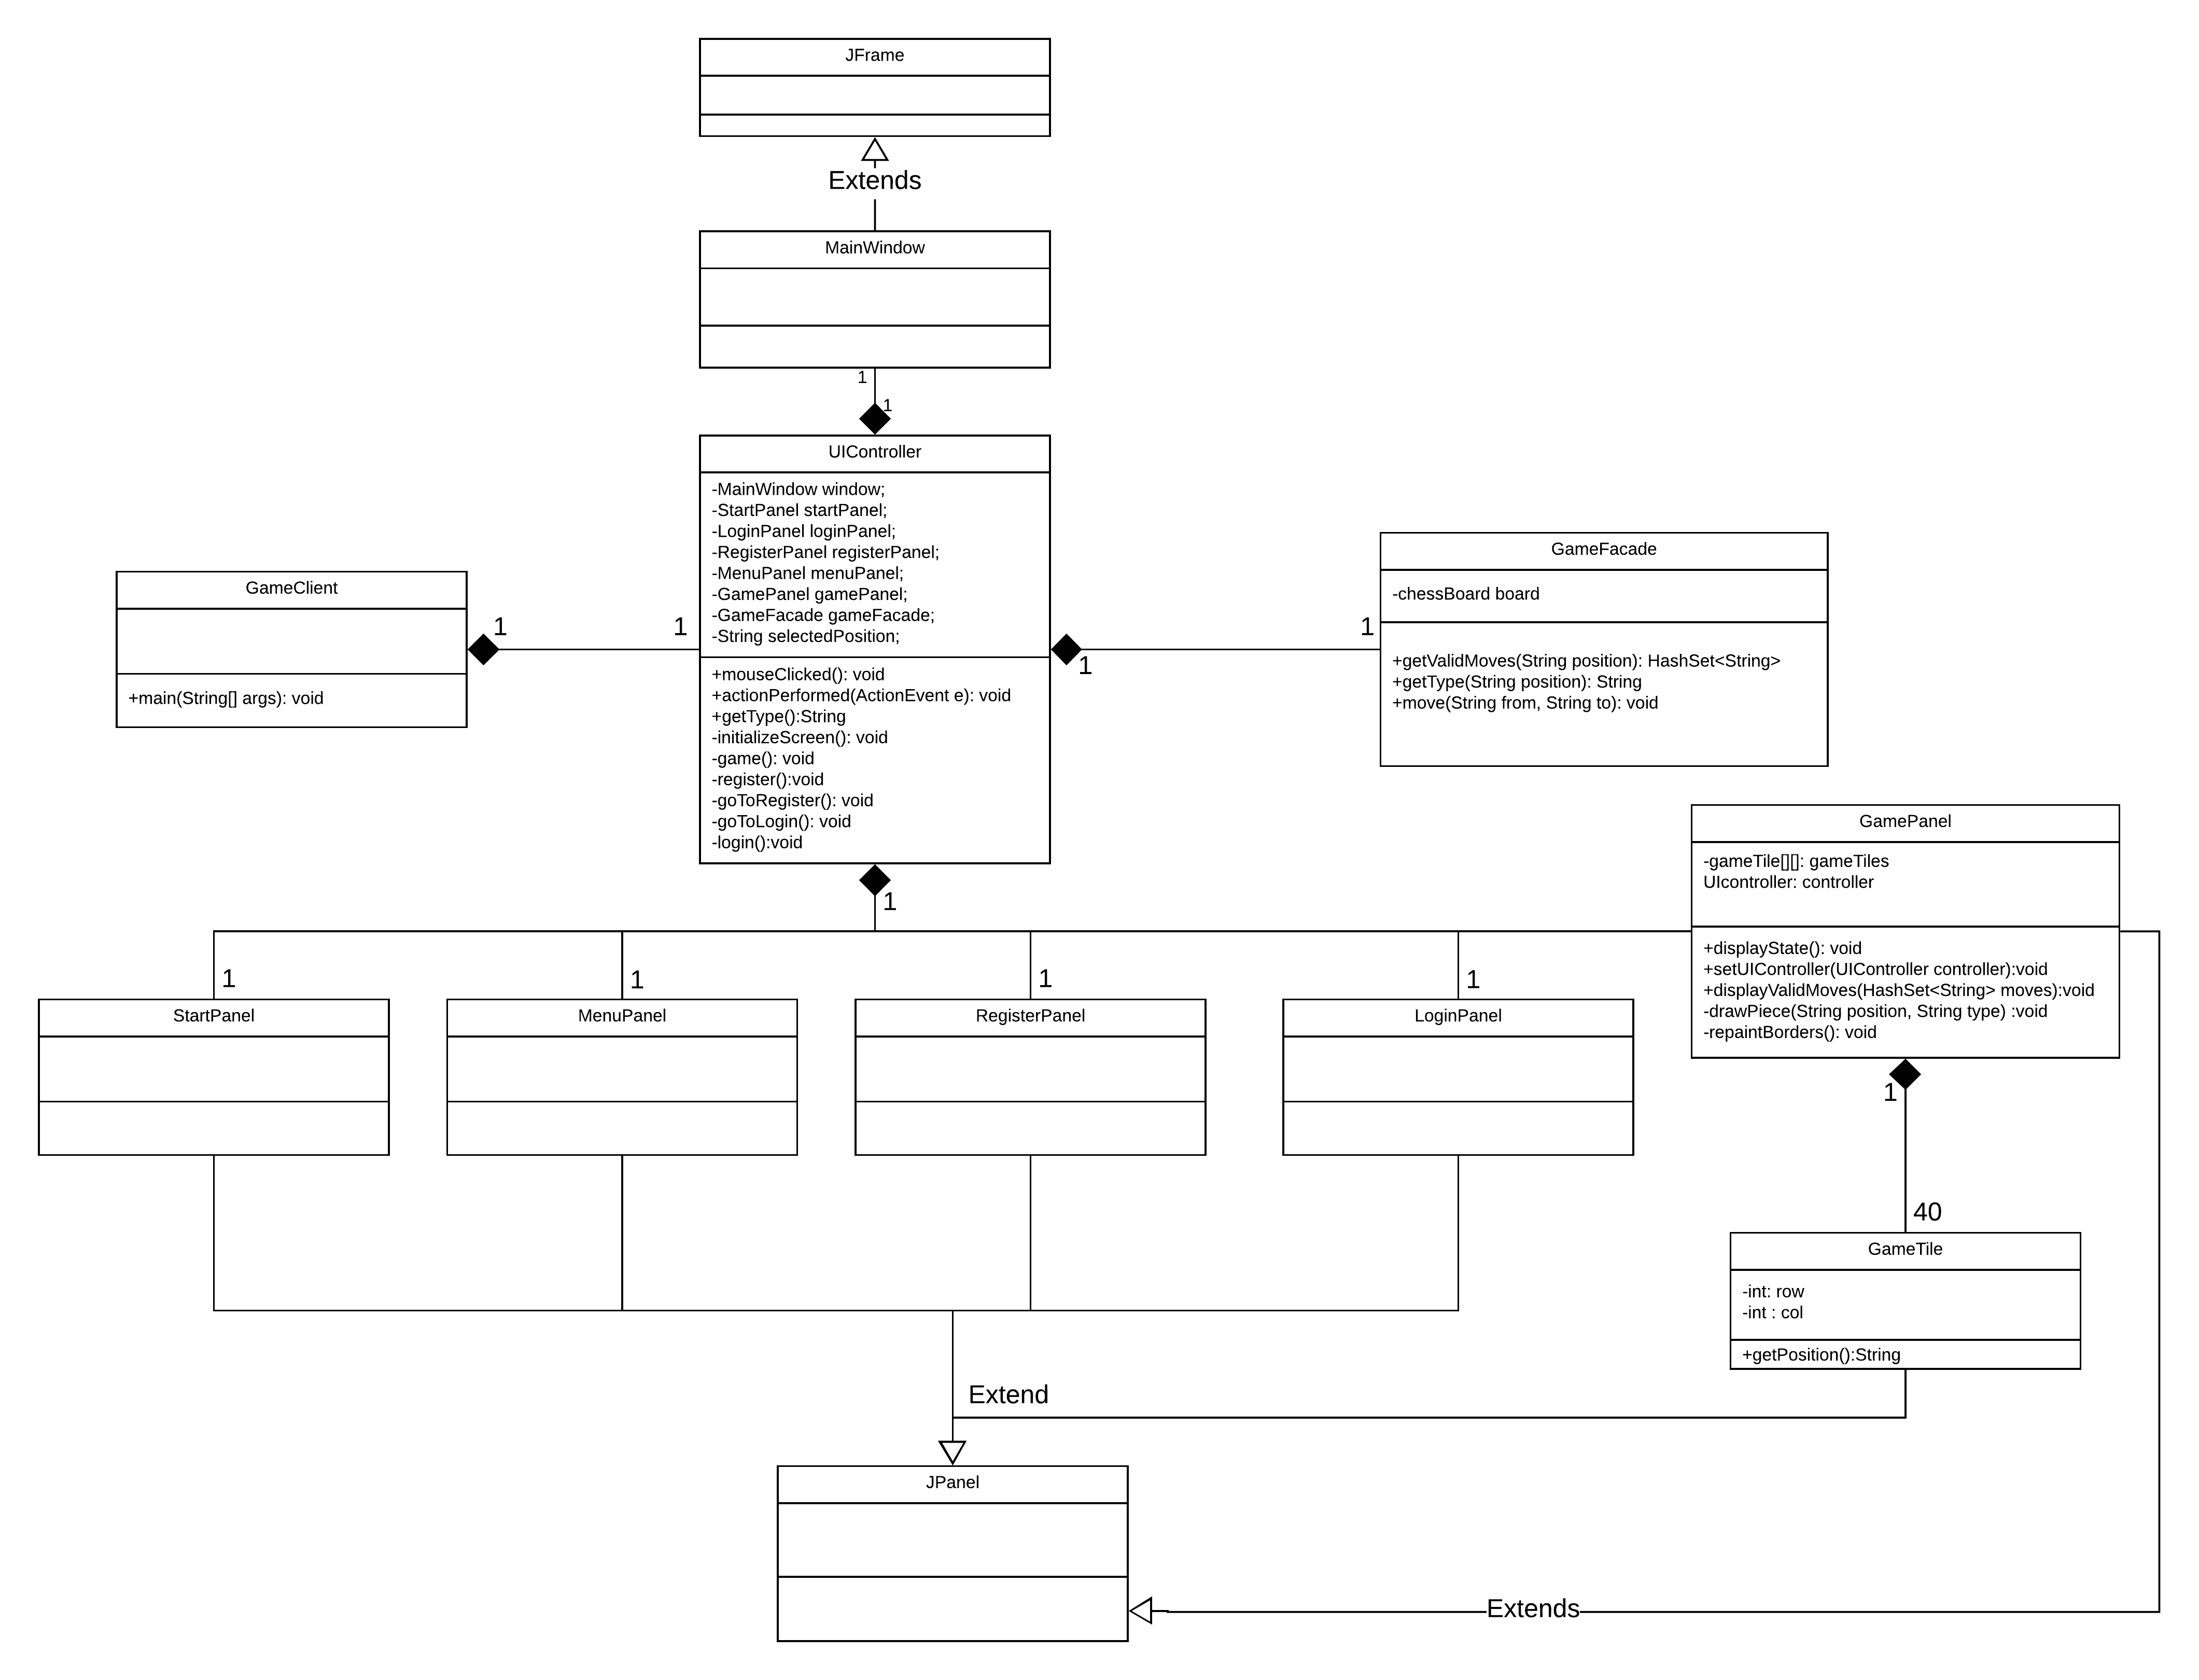 JFrame
Extends
MainWindow
1
1
UIController
-MainWindow window;
-StartPanel startPanel;
-LoginPanel loginPanel;
-RegisterPanel registerPanel;
-MenuPanel menuPanel;
-GamePanel gamePanel;
-GameFacade gameFacade;
-String selectedPosition;
+mouseClicked(): void
+actionPerformed(ActionEvent e): void
+getType():String
-initializeScreen(): void
-game(): void
-register():void
-goToRegister(): void
-goToLogin(): void
-login():void
GameClient
+main(String[] args): void
1
1
1
1
GameFacade
-chessBoard board
+getValidMoves(String position): HashSet<String>
+getType(String position): String
+move(String from, String to): void
GamePanel
-gameTile[][]: gameTiles
UIcontroller: controller
+displayState(): void
+setUIController(UIController controller):void
+displayValidMoves(HashSet<String> moves):void
-drawPiece(String position, String type) :void
-repaintBorders(): void
1
1
1
1
1
StartPanel
MenuPanel
RegisterPanel
LoginPanel
1
40
GameTile
-int: row
-int : col
+getPosition():String
Extend
JPanel
Extends